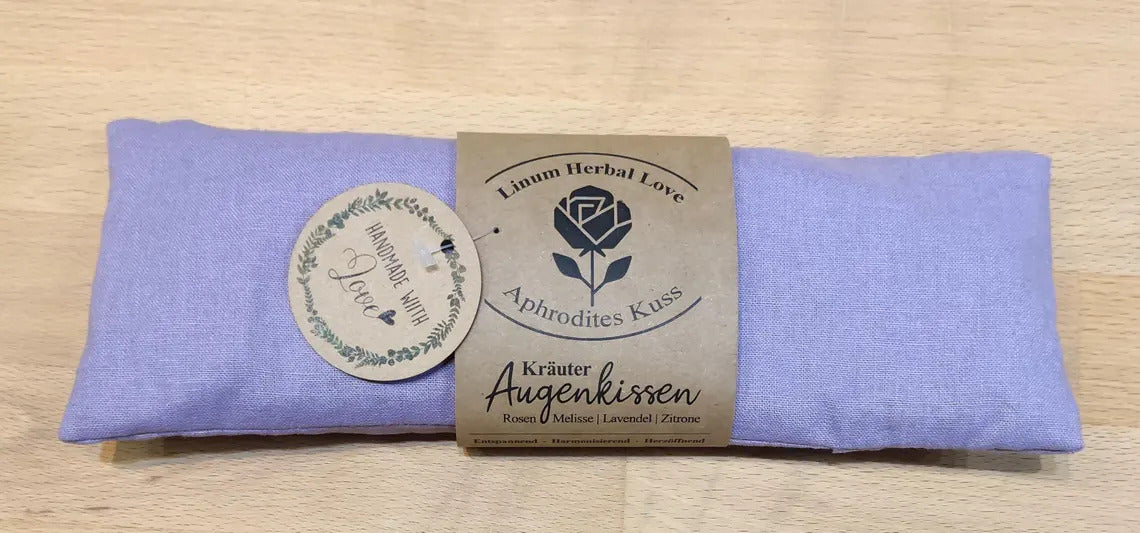 HANDMADE WITH
Love
Linum Herbal Love
Aphrodites Kuss
Kräuter
Augenkissen
Rosen | Melisse | Lavendel | Zitrone
Entspannend - Harmonisierend - Herzöffnend